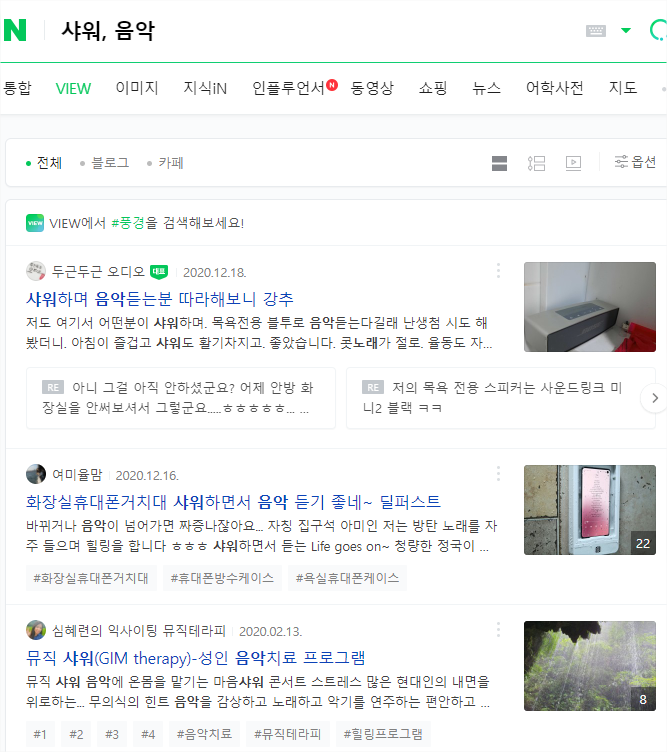 N 샤워, 음악
통합 VIEW 이미지 지식iN 인플루언서 N 동영상 쇼핑 뉴스 어학사전 지도
전체 블로그 카페 옵션
VIEW VIEW에서 #풍경을 검색해보세요!
두근두근 오디오 대표 2020.12.18.
샤워하며 음악듣는분 따라해보니 강추
저도 여기서 어떤분이 샤워하며. 목욕전용 블투로 음악듣는다길래 난생첨 시도 해
봤더니. 아침이 즐겁고 샤워도 활기차지고. 좋았습니다. 콧노래가 절로. 율동도 자...
RE 아니 그걸 아직 안하셨군요? 어제 안방 화
장실을 안써보셔서 그렇군요.....ㅎㅎㅎㅎㅎ... ...
RE 저의 목욕 전용 스피커는 사운드링크 미
니2 블랙 ㅋㅋ
여미율맘 2020.12.16.
화장실휴대폰거치대 샤워하면서 음악 듣기 좋네~ 딜퍼스트
바뀌거나 음악이 넘어가면 짜증나잖아요... 자칭 집구석 아미인 저는 방탄 노래를 자
주 들으며 힐링을 합니다 ㅎㅎㅎ 샤워하면서 듣는 Life goes on~ 청량한 정국이 ...
22
#화장실휴대폰거치대 #휴대폰방수케이스 #욕실휴대폰케이스
심혜련의 익사이팅 뮤직테라피 2020.02.13.
뮤직 샤워(GIM therapy)-성인 음악치료 프로그램
뮤직 샤워 음악에 온몸을 맡기는 마음샤워 콘서트 스트레스 많은 현대인의 내면을
위로하는... 무의식의 힌트 음악을 감상하고 노래하고 악기를 연주하는 편안하고 ...
8
#1 #2 #3 #4 #음악치료 #뮤직테라피 #힐링프로그램